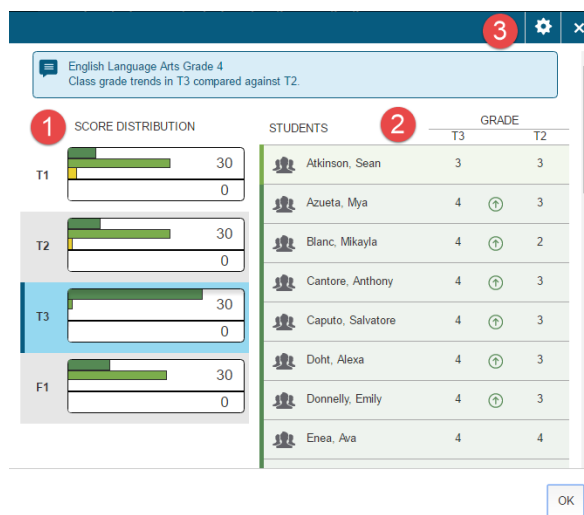 3
English Language Arts Grade 4
Class grade trends in T3 compared against T2.
1
SCORE DISTRIBUTION
T1
30
0
T2
30
0
T3
30
0
F1
30
0
STUDENTS
2
GRADE
T3 T2
Atkinson, Sean 3 3
Azueta, Mya 4 3
Blanc, Mikayla 4 2
Cantore, Anthony 4 3
Caputo, Salvatore 4 3
Doht, Alexa 4 3
Donnelly, Emily 4 3
Enea, Ava 4 4
OK